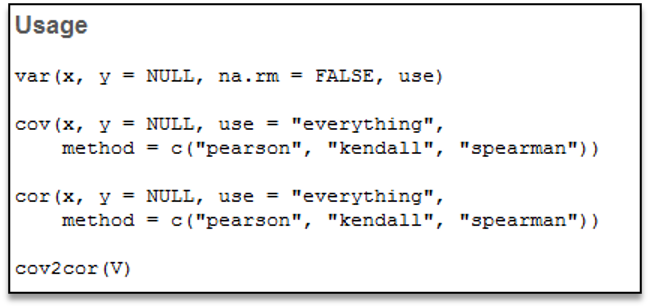 Usage
var(x, y = NULL, na.rm = FALSE, use)
cov(x, y = NULL, use = "everything",
method = c("pearson", "kendall", "spearman"))
cor(x, y = NULL, use = "everything",
method = c("pearson", "kendall", "spearman"))
cov2cor(V)